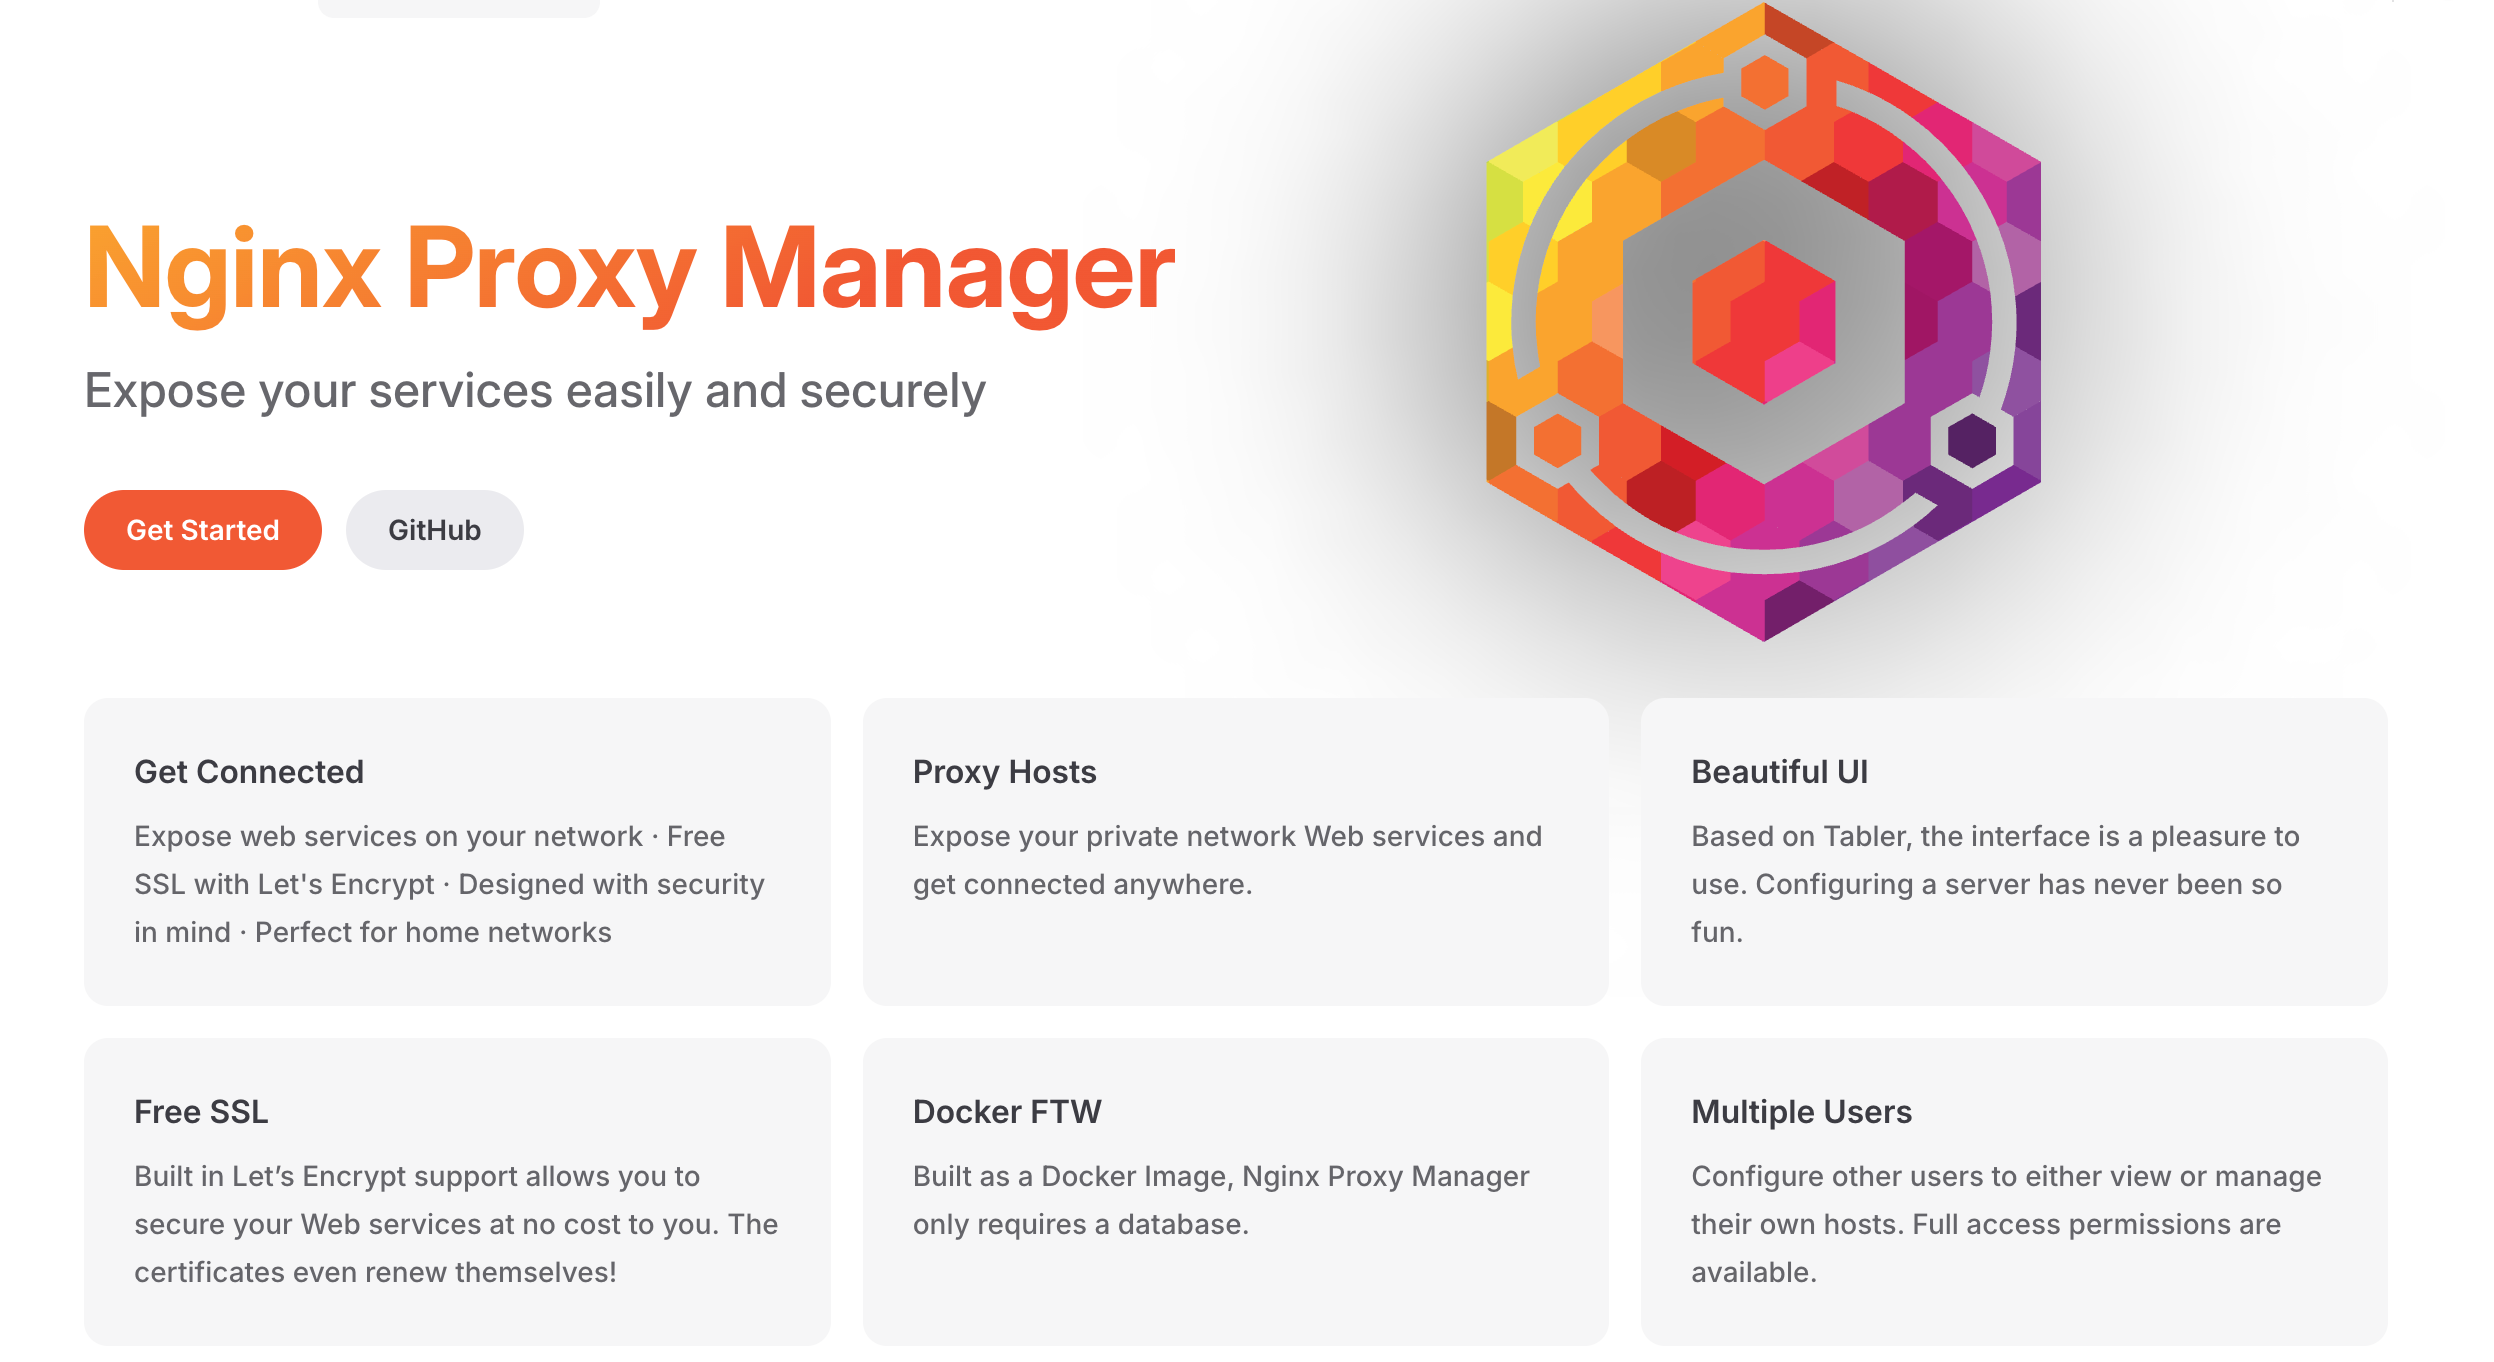 Nginx Proxy Manager
Expose your services easily and securely
Get Started
GitHub
Get Connected
Expose web services on your network · Free
SSL with Let's Encrypt · Designed with security
in mind · Perfect for home networks
Proxy Hosts
Expose your private network Web services and
get connected anywhere.
Beautiful UI
Based on Tabler, the interface is a pleasure to
use. Configuring a server has never been so
fun.
Free SSL
Built in Let’s Encrypt support allows you to
secure your Web services at no cost to you. The
certificates even renew themselves!
Docker FTW
Built as a Docker Image, Nginx Proxy Manager
only requires a database.
Multiple Users
Configure other users to either view or manage
their own hosts. Full access permissions are
available.